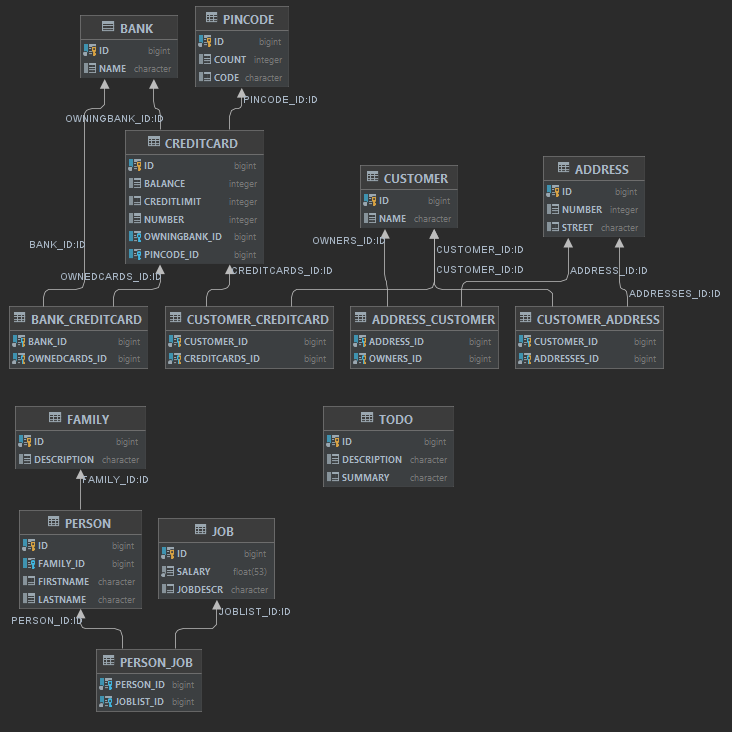 BANK
ID bigint
NAME character
PINCODE
ID bigint
COUNT integer
CODE character
PINCODE_ID:ID
OWNINGBANK_ID:ID
CREDITCARD
ID bigint
BALANCE integer
CREDITLIMIT integer
NUMBER integer
OWNINGBANK_ID bigint
PINCODE_ID bigint
CUSTOMER
ID bigint
NAME character
ADDRESS
ID bigint
NUMBER integer
STREET character
BANK_ID:ID
OWNERS_ID:ID
CUSTOMER_ID:ID
OWNEDCARDS_ID:ID
CREDITCARDS_ID:ID
CUSTOMER_ID:ID
ADDRESS_ID:ID
ADDRESSES_ID:ID
BANK_CREDITCARD
BANK_ID bigint
OWNEDCARDS_ID bigint
CUSTOMER_CREDITCARD
CUSTOMER_ID bigint
CREDITCARDS_ID bigint
ADDRESS_CUSTOMER
ADDRESS_ID bigint
OWNERS_ID bigint
CUSTOMER_ADDRESS
CUSTOMER_ID bigint
ADDRESSES_ID bigint
FAMILY
ID bigint
DESCRIPTION character
TODO
ID bigint
DESCRIPTION character
SUMMARY character
FAMILY_ID:ID
PERSON
ID bigint
FAMILY_ID bigint
FIRSTNAME character
LASTNAME character
JOB
ID bigint
SALARY float(53)
JOBDESCR character
PERSON_ID:ID
JOBLIST_ID:ID
PERSON_JOB
PERSON_ID bigint
JOBLIST_ID bigint